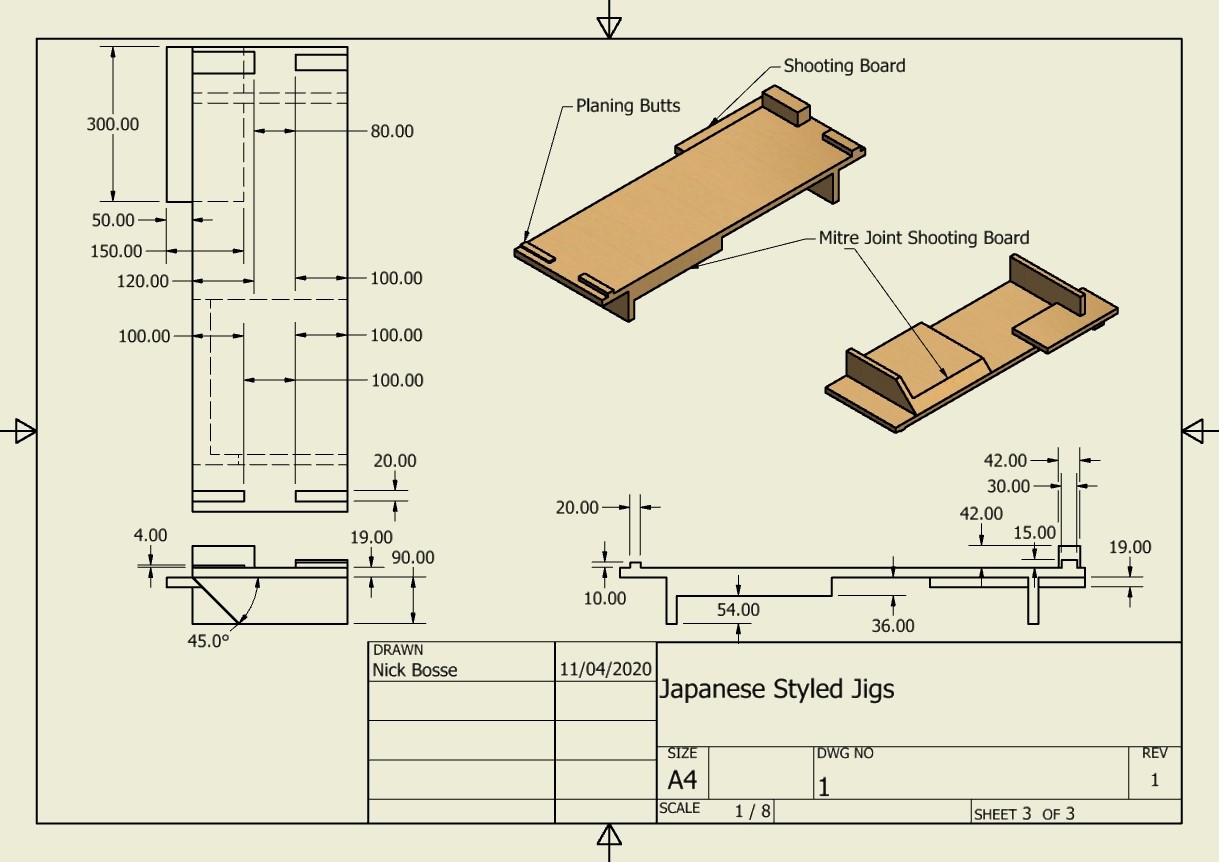 Shooting Board
Planing Butts
300.00
80.00
50.00
150.00
120.00
100.00
100.00
100.00
100.00
20.00
Mitre Joint Shooting Board
4.00
19.00
90.00
45.0°
20.00
10.00
54.00
36.00
42.00
30.00
42.00
15.00
19.00
DRAWN
Nick Bosse
11/04/2020
Japanese Styled Jigs
SIZE
A4
DWG NO
1
REV
1
SCALE
1 / 8
SHEET 3 OF 3